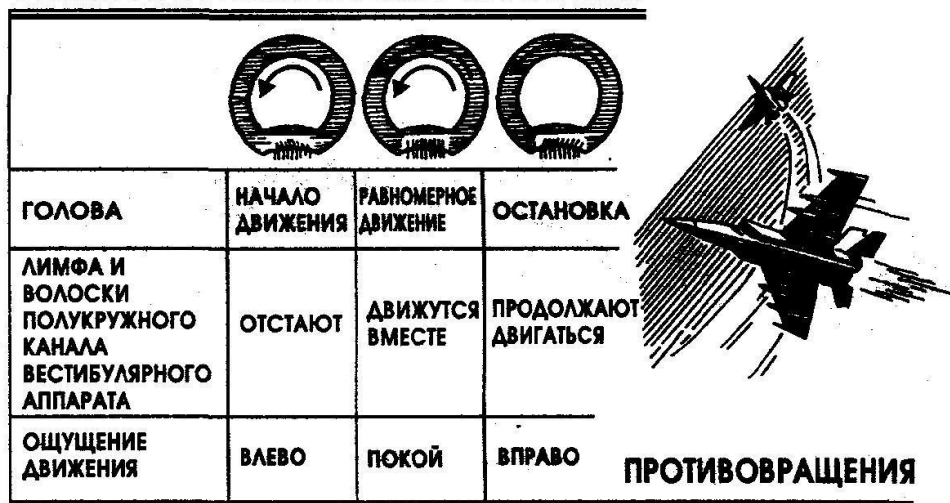 ГОЛОВА
НАЧАЛО
ДВИЖЕНИЯ
РАВНОМЕРНОЕ
ДВИЖЕНИЕ
ОСТАНОВКА
ЛИМФА И
ВОЛОСКИ
ПОЛУКРУЖНОГО
КАНАЛА
ВЕСТИБУЛЯРНОГО
АППАРАТА
ОТСТАЮТ
ДВИЖУТСЯ
ВМЕСТЕ
ПРОДОЛЖАЮТ
ДВИГАТЬСЯ
ОЩУЩЕНИЕ
ДВИЖЕНИЯ
ВЛЕВО
ПОКОЙ
ВПРАВО
ПРОТИВОВРАЩЕНИЯ